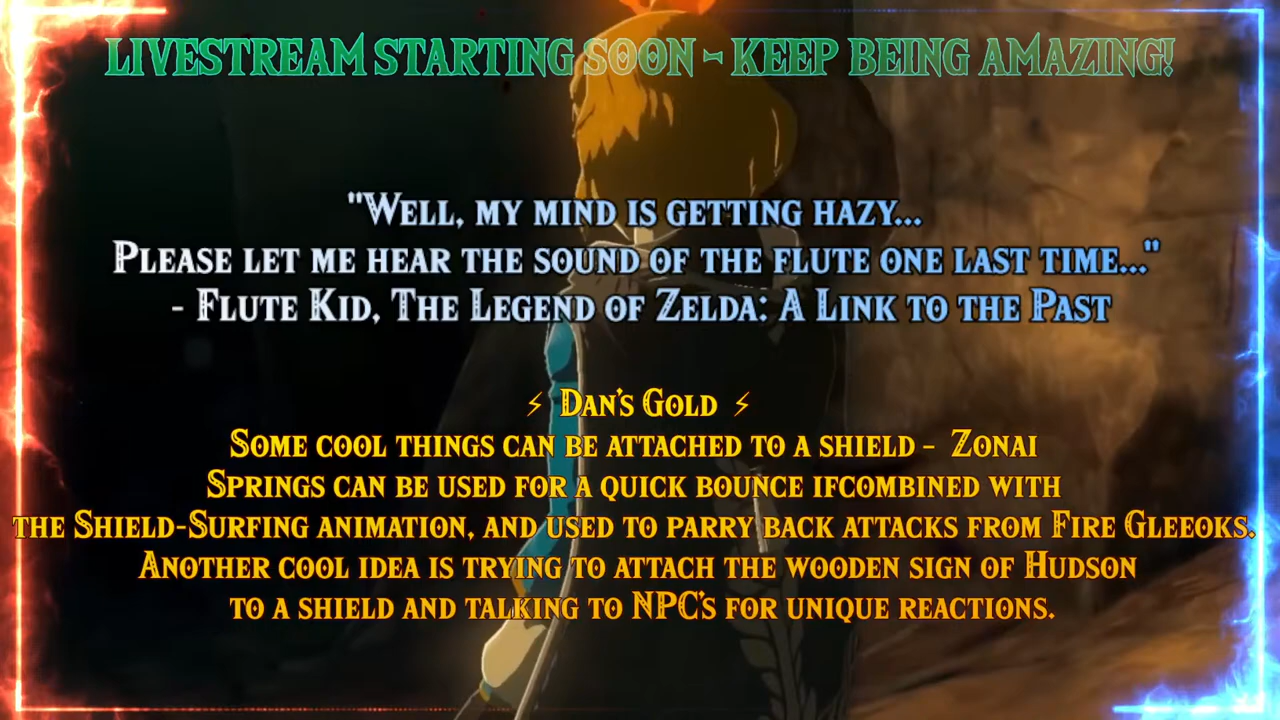 LIVESTREAM STARTING SOON - KEEP BEING AMAZING!
"WELL, MY MIND IS GETTING HAZY...
PLEASE LET ME HEAR THE SOUND OF THE FLUTE ONE LAST TIME..."
- FLUTE KID, THE LEGEND OF ZELDA: A LINK TO THE PAST
⚡ DAN'S GOLD ⚡
SOME COOL THINGS CAN BE ATTACHED TO A SHIELD - ZONAI
SPRINGS CAN BE USED FOR A QUICK BOUNCE IFCOMBINED WITH
THE SHIELD-SURFING ANIMATION, AND USED TO PARRY BACK ATTACKS FROM FIRE GLEEOKS.
ANOTHER COOL IDEA IS TRYING TO ATTACH THE WOODEN SIGN OF HUDSON
TO A SHIELD AND TALKING TO NPC'S FOR UNIQUE REACTIONS.